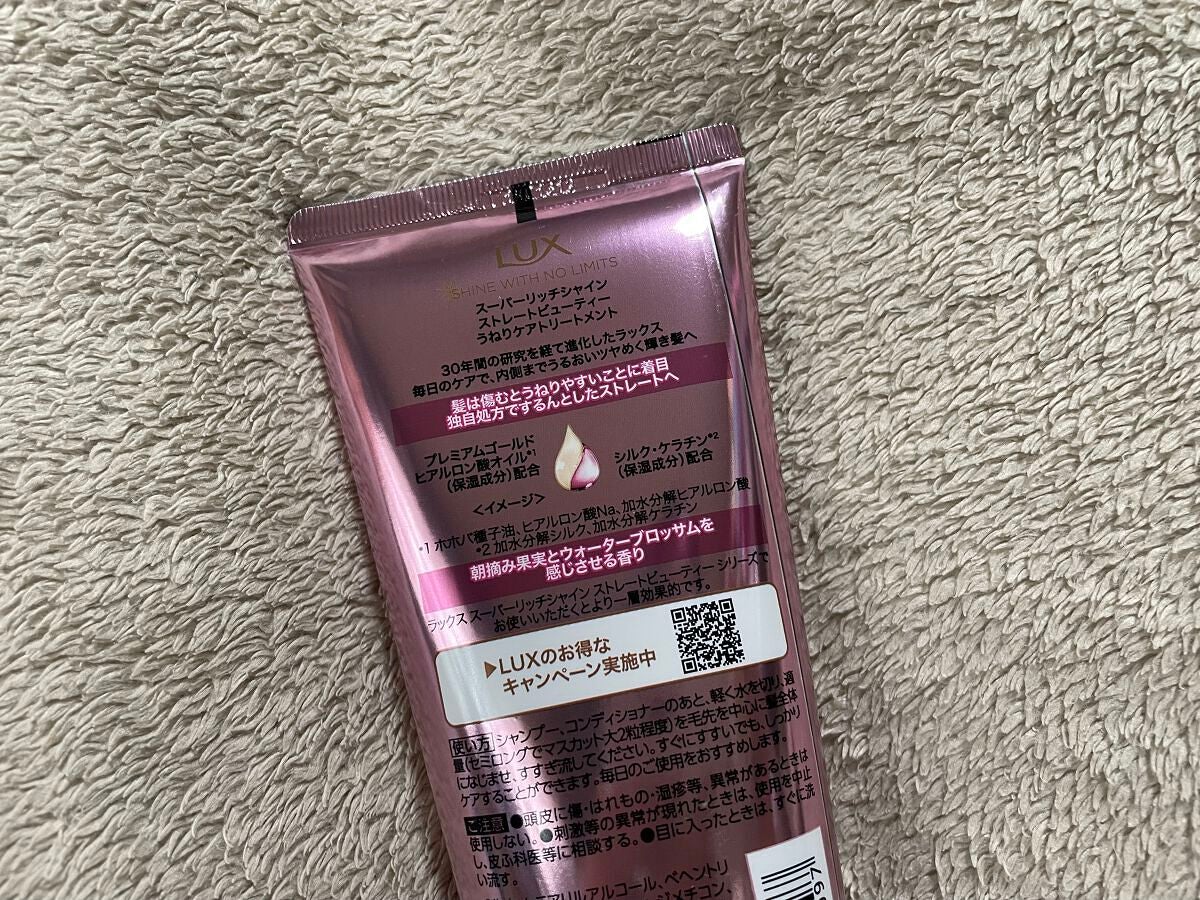 LUX
SHINE WITH NO LIMITS
スーパーリッチシャイン
ストレートビューティー
うねりケアトリートメント
30年間の研究を経て進化したラックス
毎日のケアで、内側までうるおいツヤめく輝き髪へ
髪は傷むとうねりやすいことに着目
独自処方でするんとしたストレートへ
プレミアムゴールド
ヒアルロン酸オイル*1
(保湿成分)配合
シルク・ケラチン*2
(保湿成分)配合
<イメージ>
*1 ホホバ種子油、ヒアルロン酸Na、加水分解ヒアルロン酸
*2 加水分解シルク、加水分解ケラチン
朝摘み果実とウォーターブロッサムを
感じさせる香り
ラックス スーパーリッチシャイン ストレートビューティー シリーズで
お使いいただくとより一層効果的です。
▶LUXのお得な
キャンペーン実施中
使い方 シャンプー、コンディショナーのあと、軽く水を切り、適
量(セミロングでマスカット大2粒程度)を毛先を中心に髪全体
になじませ、すすぎ流してください。すぐにすすいでも、しっかり
ケアすることができます。毎日のご使用をおすすめします。
ご注意 ●頭皮に傷・はれもの・湿疹等、異常があるときは
使用しない。●刺激等の異常が現れたときは、使用を中止
し、皮ふ科医等に相談する。●目に入ったときは、すぐに洗
い流す。
アリルアルコール、ベヘントリ
ジメチコン、